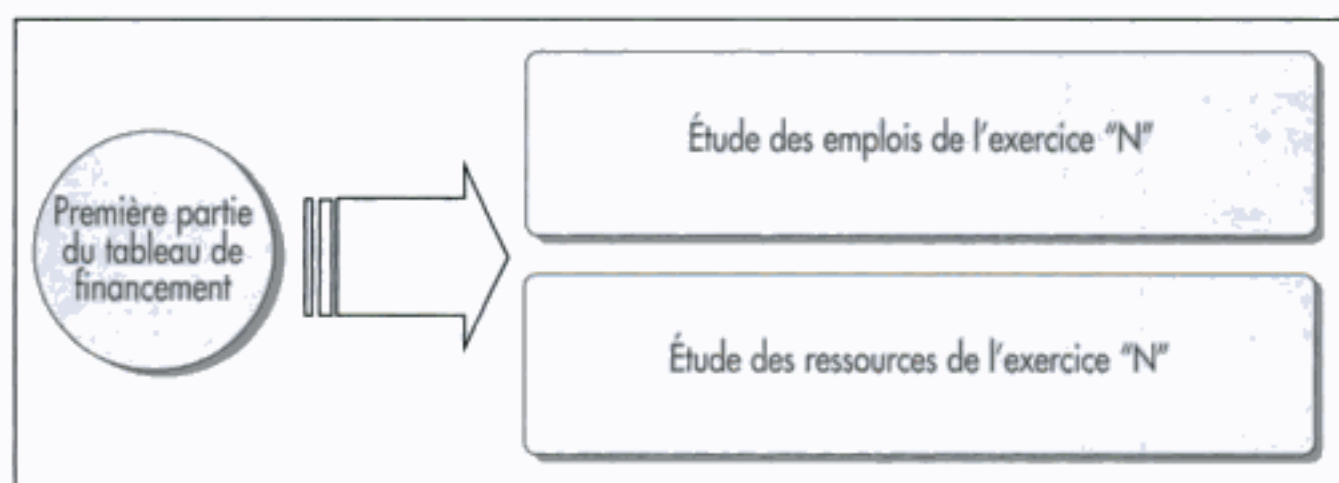 Première partie
du tableau de
financement
Étude des emplois de l'exercice "N"
Étude des ressources de l'exercice "N"